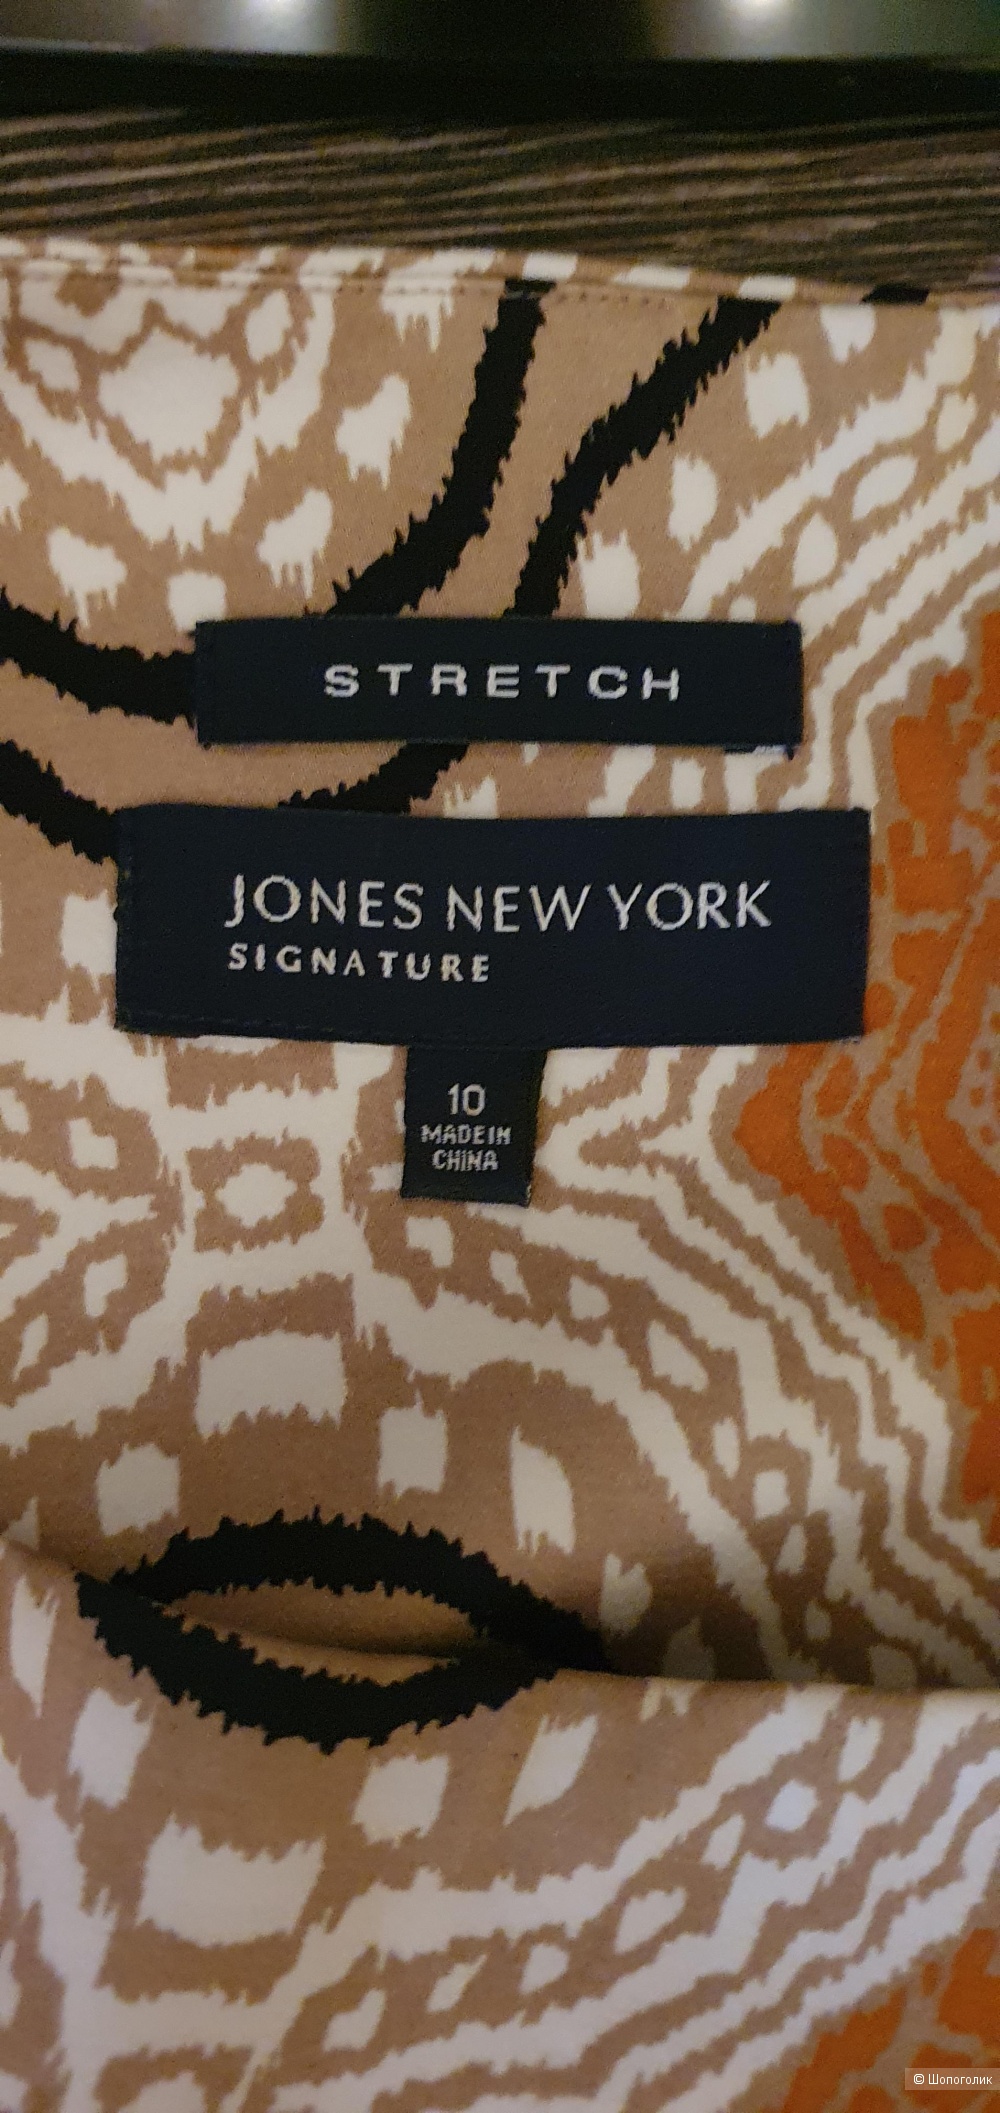 STRETCH
JONES NEW YORK
SIGNATURE
10
MADE IN
CHINA
© Шопоголик